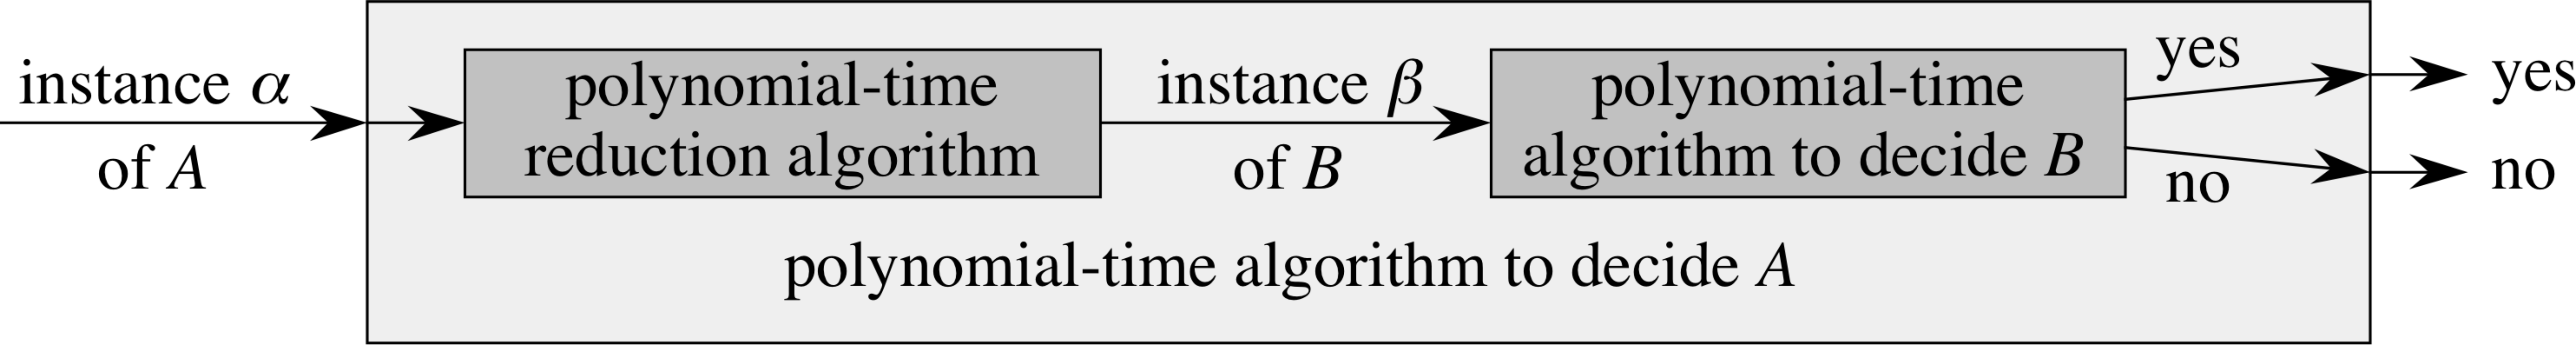 instance α
of A
polynomial-time
reduction algorithm
instance β
of B
polynomial-time
algorithm to decide B
yes
no
yes
no
polynomial-time algorithm to decide A